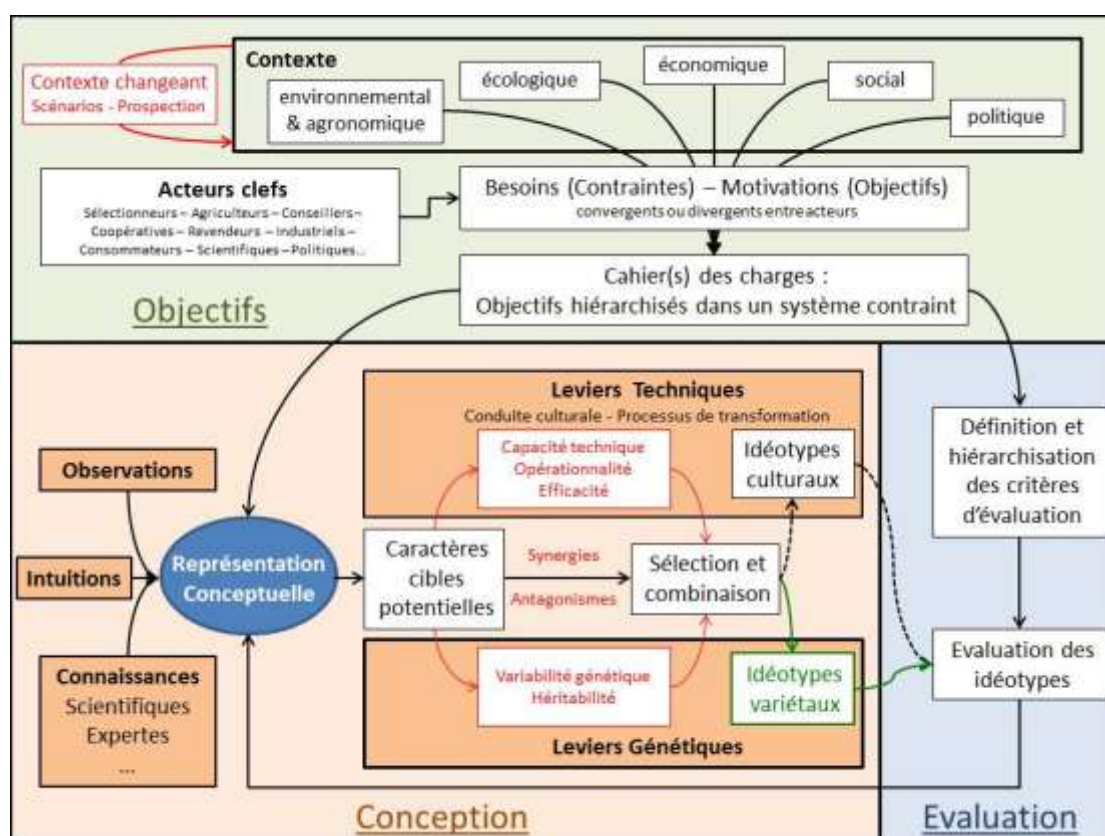 Contexte changeant
Scénarios - Prospection
Contexte
environnemental
& agronomique
écologique
économique
social
politique
Acteurs clefs
Sélectionneurs – Agriculteurs – Conseillers –
Coopératives – Revendeurs – Industriels –
Consommateurs – Scientifiques – Politiques...
Besoins (Contraintes) – Motivations (Objectifs)
convergents ou divergents entre acteurs
Cahier(s) des charges :
Objectifs hiérarchisés dans un système contraint
Objectifs
Observations
Intuitions
Connaissances
Scientifiques
Expertes
...
Représentation
Conceptuelle
Leviers Techniques
Conduite culturale - Processus de transformation
Capacité technique
Opérationnalité
Efficacité
Idéotypes
culturaux
Caractères
cibles
potentielles
Synergies
Antagonismes
Sélection et
combinaison
Variabilité génétique
Héritabilité
Idéotypes
variétaux
Leviers Génétiques
Conception
Définition et
hiérarchisation
des critères
d'évaluation
Evaluation des
idéotypes
Evaluation